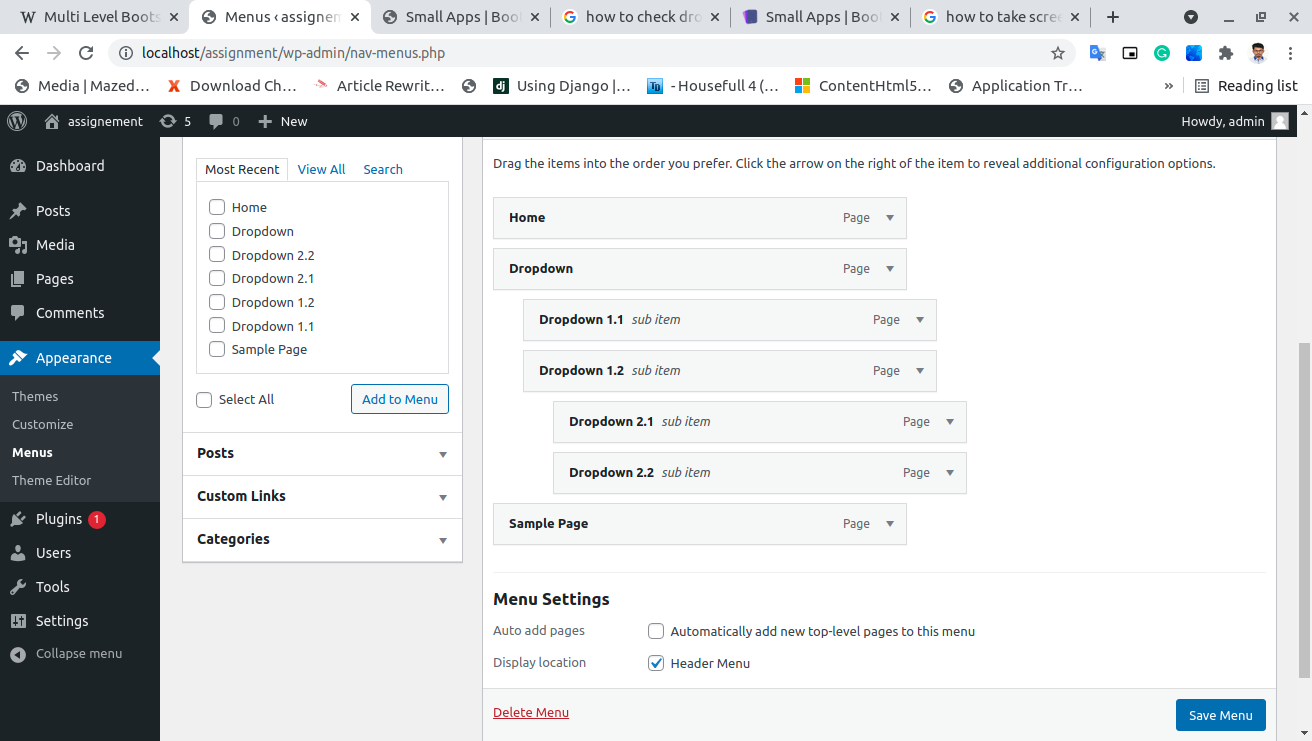 Multi Level Boots
Menus ‹ assignem
Small Apps | Boo
how to check dro
Small Apps | Boo
how to take scree
localhost/assignment/wp-admin/nav-menus.php
Media | Mazed…
Download Ch…
Article Rewrit…
dj Using Django |…
- Housefull 4 (…
ContentHtml5…
Application Tr…
»
Reading list
assignement
5
0
New
Howdy, admin
Dashboard
Posts
Media
Pages
Comments
Appearance
Themes
Customize
Menus
Theme Editor
Plugins 1
Users
Tools
Settings
Collapse menu
Most Recent View All Search
Home
Dropdown
Dropdown 2.2
Dropdown 2.1
Dropdown 1.2
Dropdown 1.1
Sample Page
Select All
Add to Menu
Posts
Custom Links
Categories
Drag the items into the order you prefer. Click the arrow on the right of the item to reveal additional configuration options.
Home Page
Dropdown Page
Dropdown 1.1 sub item Page
Dropdown 1.2 sub item Page
Dropdown 2.1 sub item Page
Dropdown 2.2 sub item Page
Sample Page Page
Menu Settings
Auto add pages Automatically add new top-level pages to this menu
Display location Header Menu
Delete Menu
Save Menu